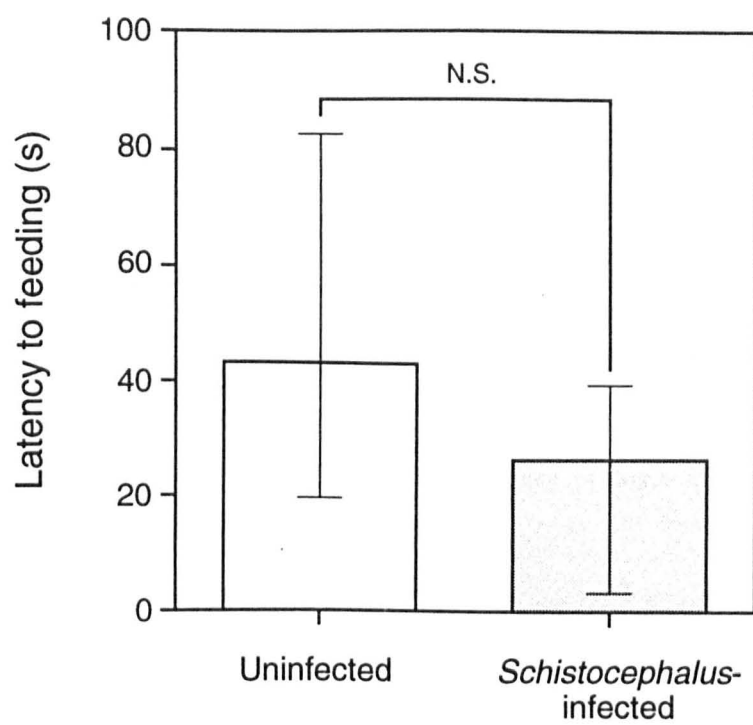 100
N.S.
80
60
40
20
0
Latency to feeding (s)
Uninfected
Schistocephalus-
infected